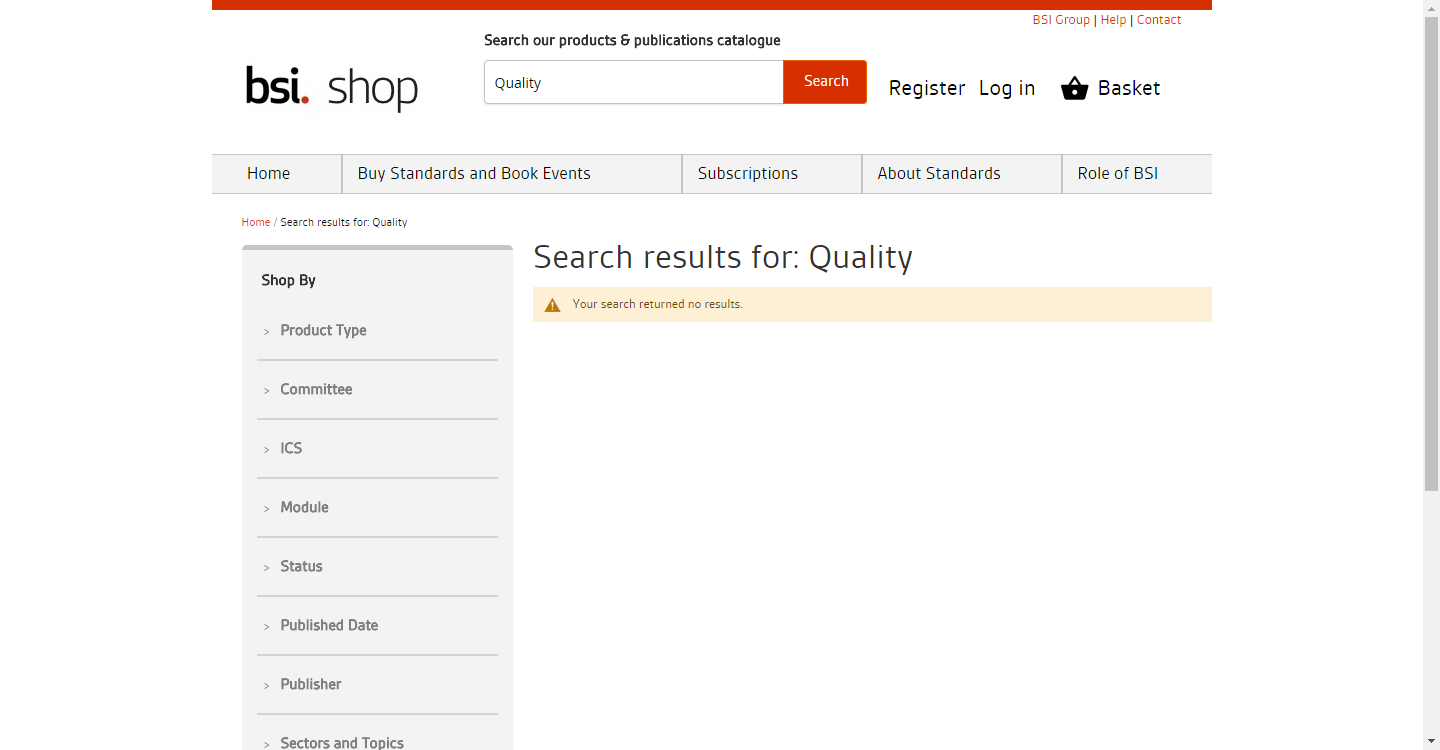 BSI Group | Help | Contact
Search our products & publications catalogue
bsi. shop
Quality
Search
Register
Log in
Basket
Home
Buy Standards and Book Events
Subscriptions
About Standards
Role of BSI
Home / Search results for: Quality
Search results for: Quality
Shop By
Your search returned no results.
> Product Type
> Committee
> ICS
> Module
> Status
> Published Date
> Publisher
> Sectors and Topics